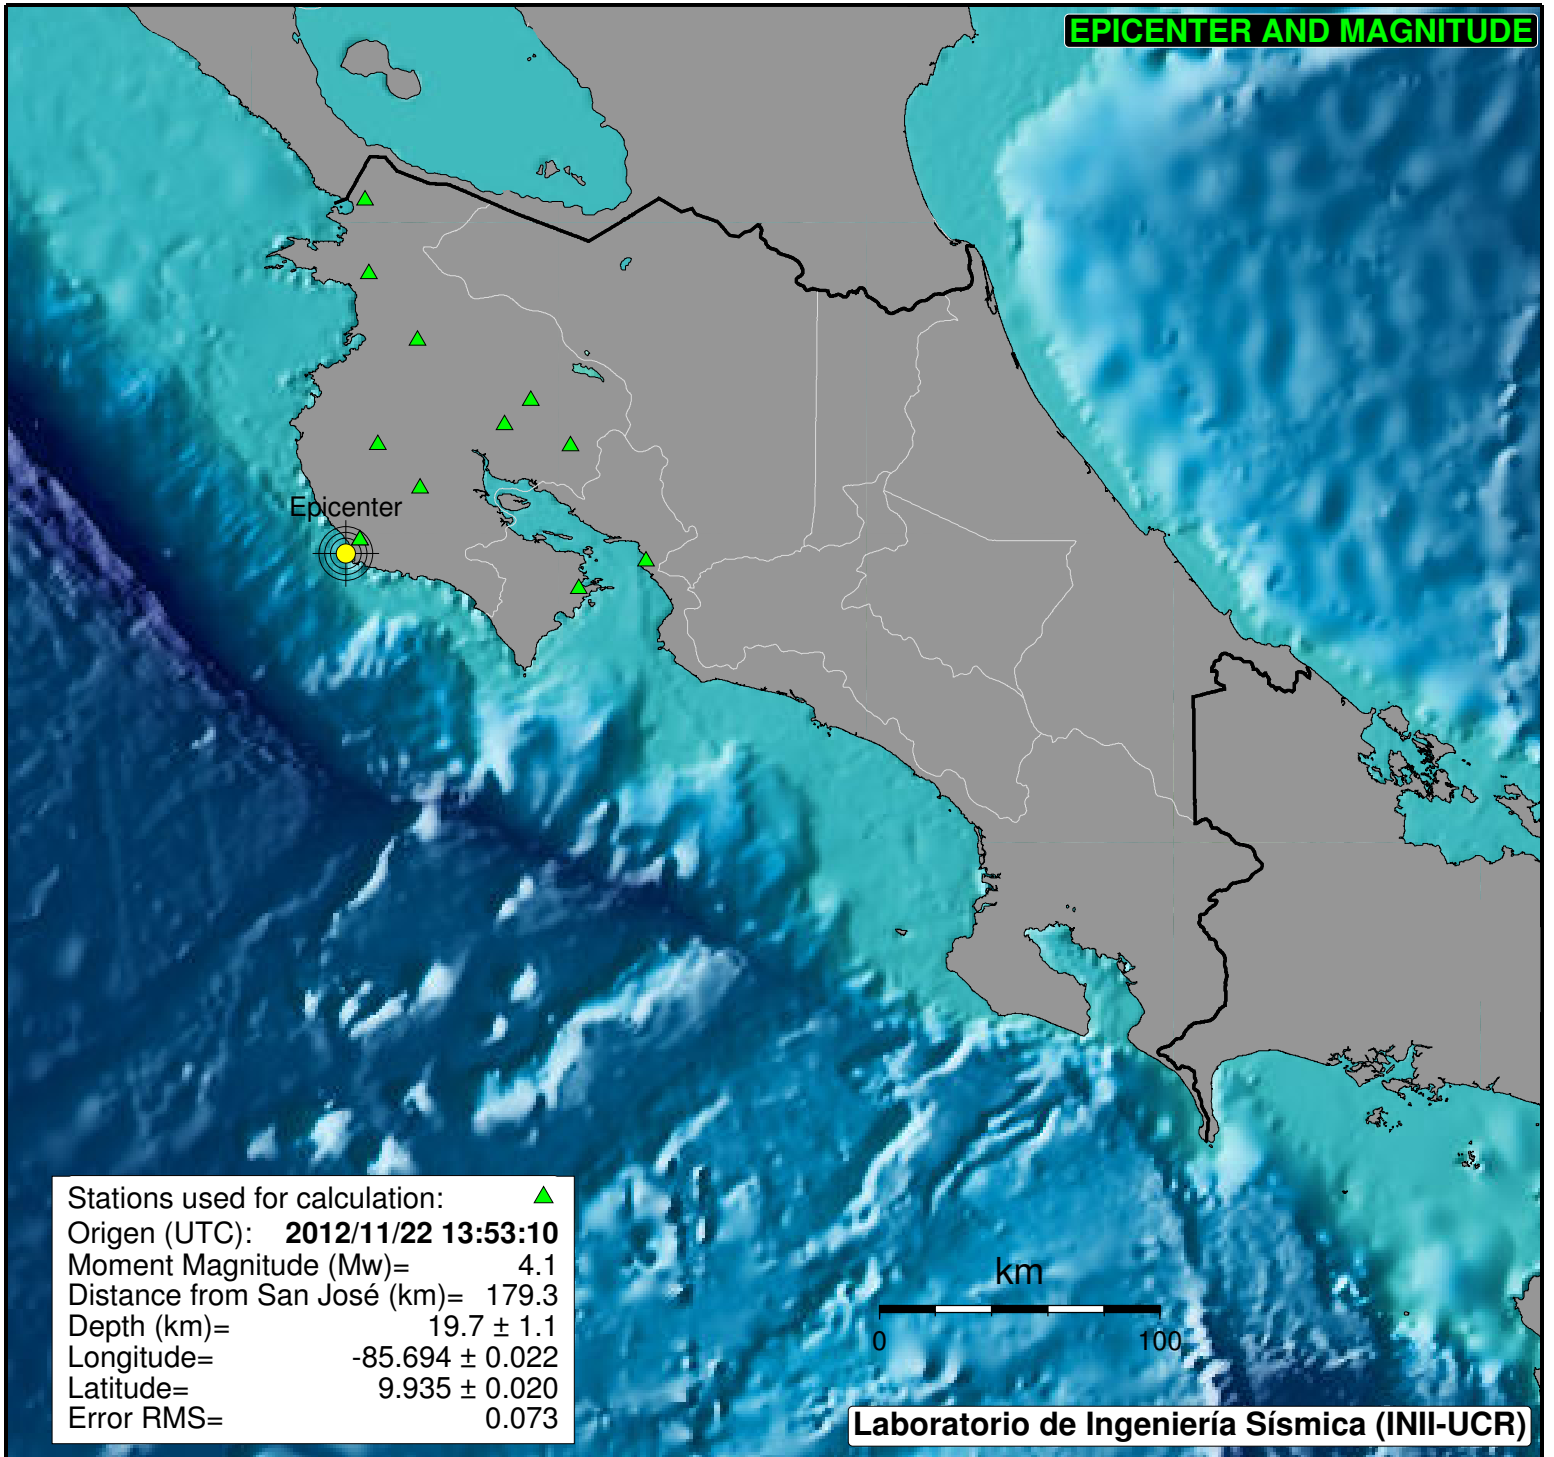 EPICENTER AND MAGNITUDE
Epicenter
Stations used for calculation:
Origen (UTC): 2012/11/22 13:53:10
Moment Magnitude (Mw)= 4.1
Distance from San José (km)= 179.3
Depth (km)= 19.7 ± 1.1
Longitude= -85.694 ± 0.022
Latitude= 9.935 ± 0.020
Error RMS= 0.073
km
0 100
Laboratorio de Ingeniería Sísmica (INII-UCR)